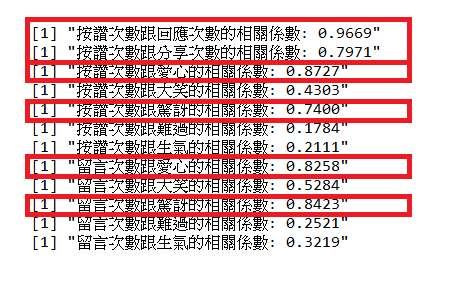 [1] "按讚次數跟回應次數的相關係數: 0.9669"
[1] "按讚次數跟分享次數的相關係數: 0.7971"
[1] "按讚次數跟愛心的相關係數: 0.8727"
[1] "按讚次數跟大笑的相關係數: 0.4303"
[1] "按讚次數跟驚訝的相關係數: 0.7400"
[1] "按讚次數跟難過的相關係數: 0.1784"
[1] "按讚次數跟生氣的相關係數: 0.2111"
[1] "留言次數跟愛心的相關係數: 0.8258"
[1] "留言次數跟大笑的相關係數: 0.5284"
[1] "留言次數跟驚訝的相關係數: 0.8423"
[1] "留言次數跟難過的相關係數: 0.2521"
[1] "留言次數跟生氣的相關係數: 0.3219"